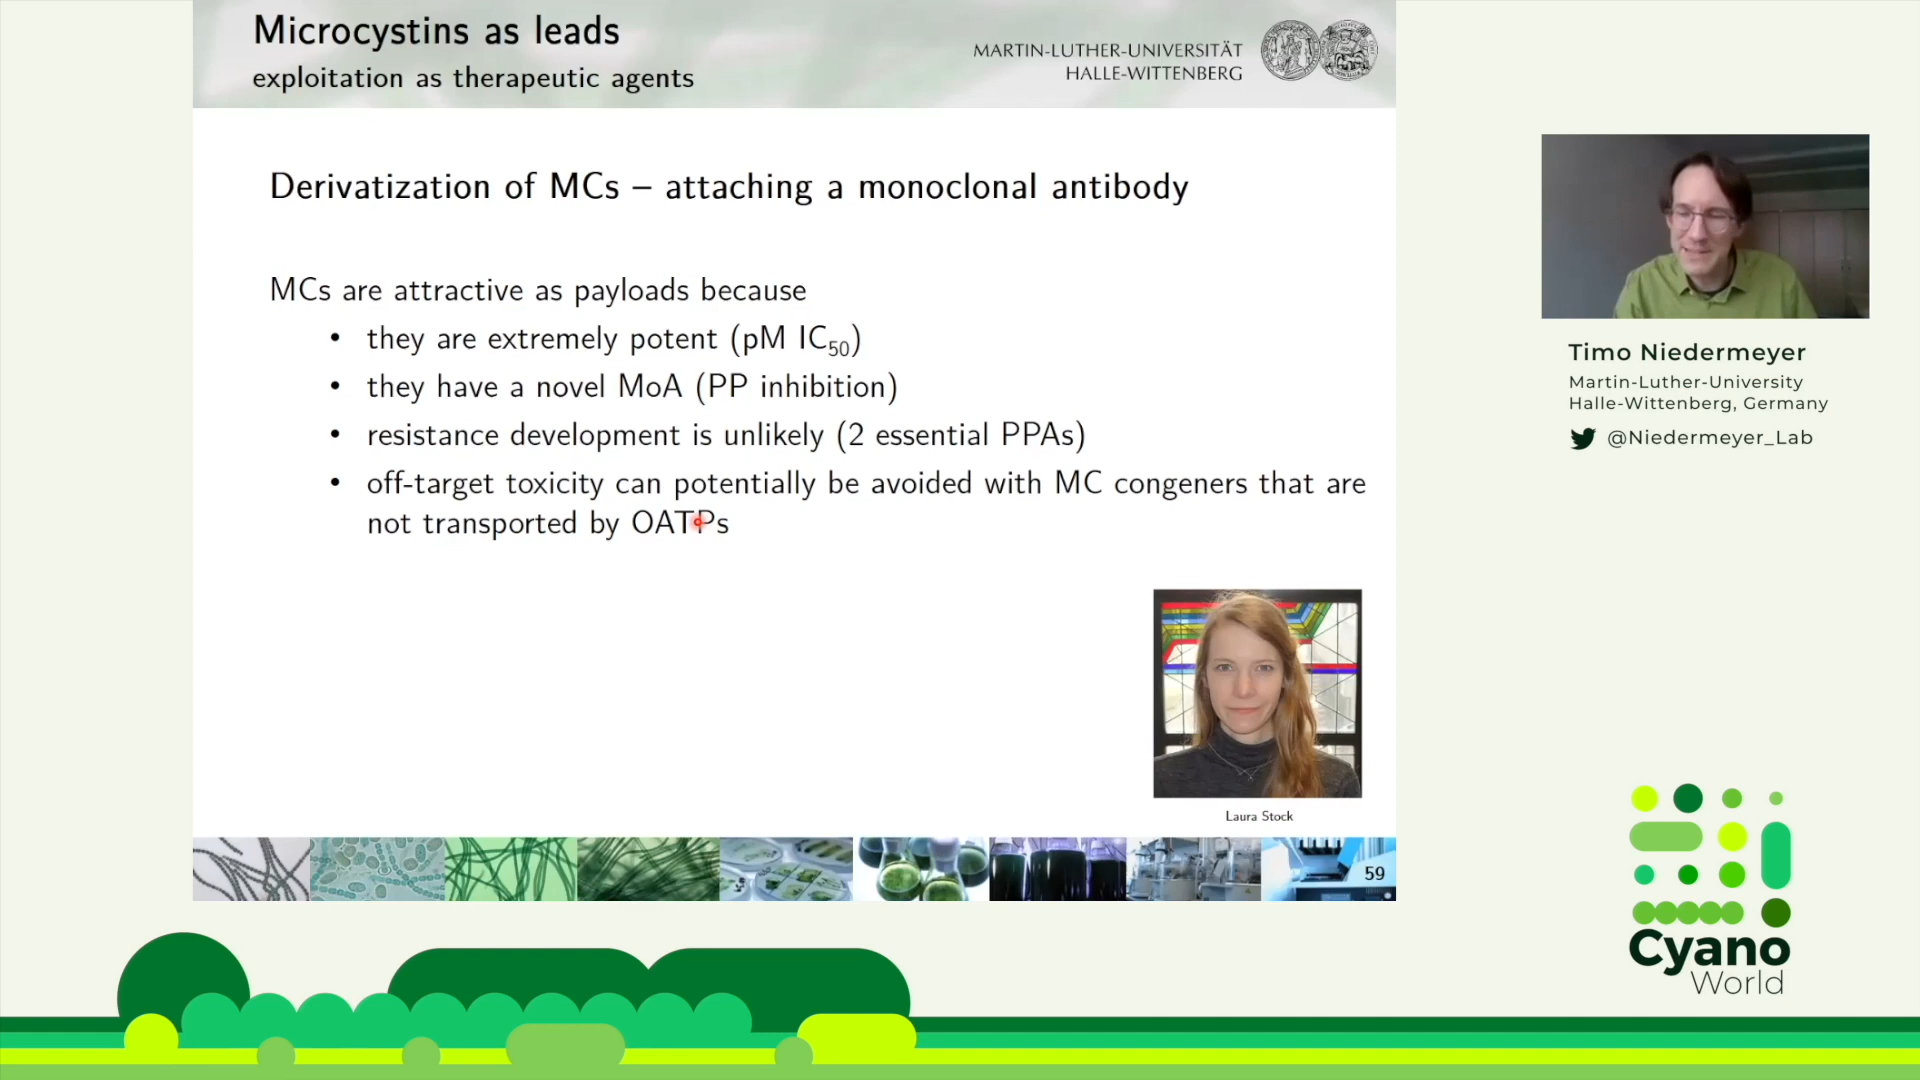 Microcystins as leads
exploitation as therapeutic agents
MARTIN-LUTHER-UNIVERSITÄT
HALLE-WITTENBERG
Derivatization of MCs – attaching a monoclonal antibody
MCs are attractive as payloads because
• they are extremely potent (pM IC₅₀)
• they have a novel MoA (PP inhibition)
• resistance development is unlikely (2 essential PPAs)
• off-target toxicity can potentially be avoided with MC congeners that are
not transported by OATPs
Laura Stock
59
Timo Niedermeyer
Martin-Luther-University
Halle-Wittenberg, Germany
@Niedermeyer_Lab
Cyano
World